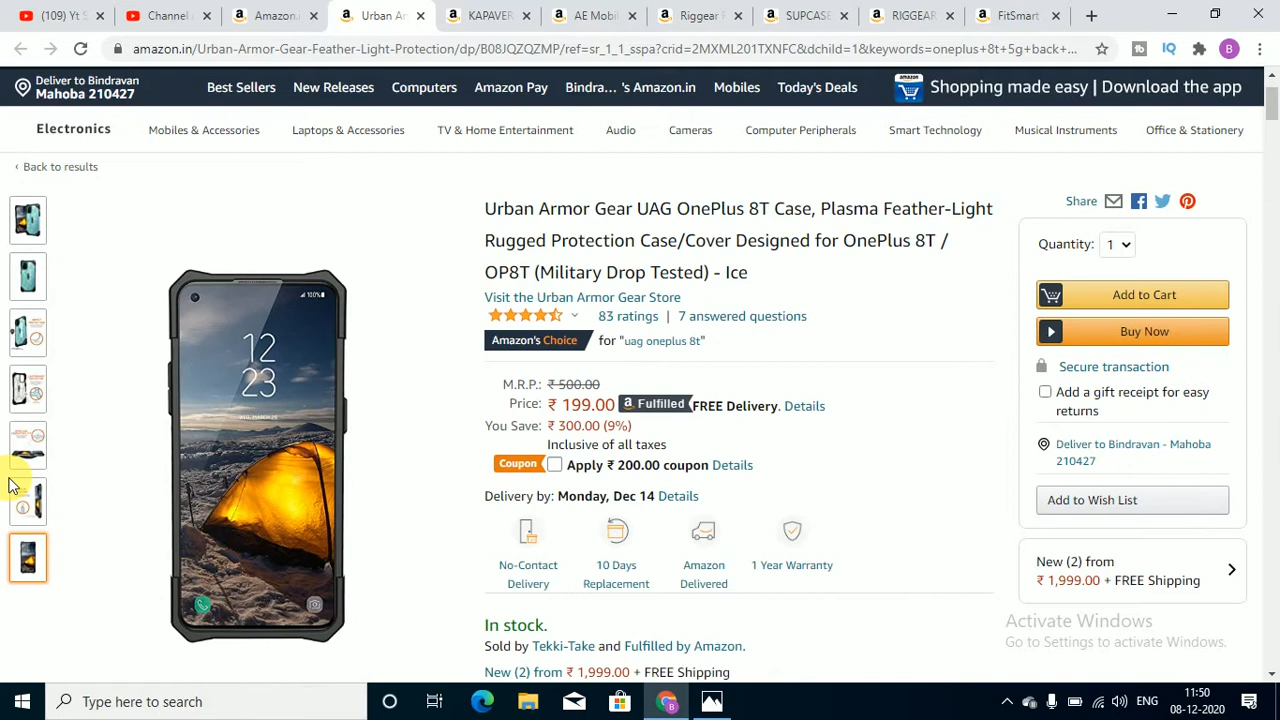 (109) Yt S
Channel
Amazon.i
Urban Ar
KAPAVER
AE Mobil
Riggear F
SUPCASE
RIGGEAR
FitSmart
amazon.in/Urban-Armor-Gear-Feather-Light-Protection/dp/B08JQZQZMP/ref=sr_1_1_sspa?crid=2MXML201TXNFC&dchild=1&keywords=oneplus+8t+5g+back+...
IQ
B
Deliver to Bindravan
Mahoba 210427
Best Sellers
New Releases
Computers
Amazon Pay
Bindra... 's Amazon.in
Mobiles
Today's Deals
Shopping made easy | Download the app
Electronics
Mobiles & Accessories
Laptops & Accessories
TV & Home Entertainment
Audio
Cameras
Computer Peripherals
Smart Technology
Musical Instruments
Office & Stationery
‹ Back to results
100%
12
23
Urban Armor Gear UAG OnePlus 8T Case, Plasma Feather-Light
Rugged Protection Case/Cover Designed for OnePlus 8T /
OP8T (Military Drop Tested) - Ice
Visit the Urban Armor Gear Store
83 ratings | 7 answered questions
Amazon's Choice for "uag oneplus 8t"
M.R.P.: ₹ 500.00
Price: ₹ 199.00 a Fulfilled FREE Delivery. Details
You Save: ₹ 300.00 (9%)
Inclusive of all taxes
Coupon Apply ₹ 200.00 coupon Details
Delivery by: Monday, Dec 14 Details
No-Contact
Delivery
10 Days
Replacement
Amazon
Delivered
1 Year Warranty
In stock.
Sold by Tekki-Take and Fulfilled by Amazon.
New (2) from ₹ 1,999.00 + FREE Shipping
Share
Quantity: 1
Add to Cart
Buy Now
Secure transaction
Add a gift receipt for easy
returns
Deliver to Bindravan - Mahoba
210427
Add to Wish List
New (2) from
₹ 1,999.00 + FREE Shipping
Activate Windows
Go to Settings to activate Windows.
Type here to search
ENG
11:50
08-12-2020